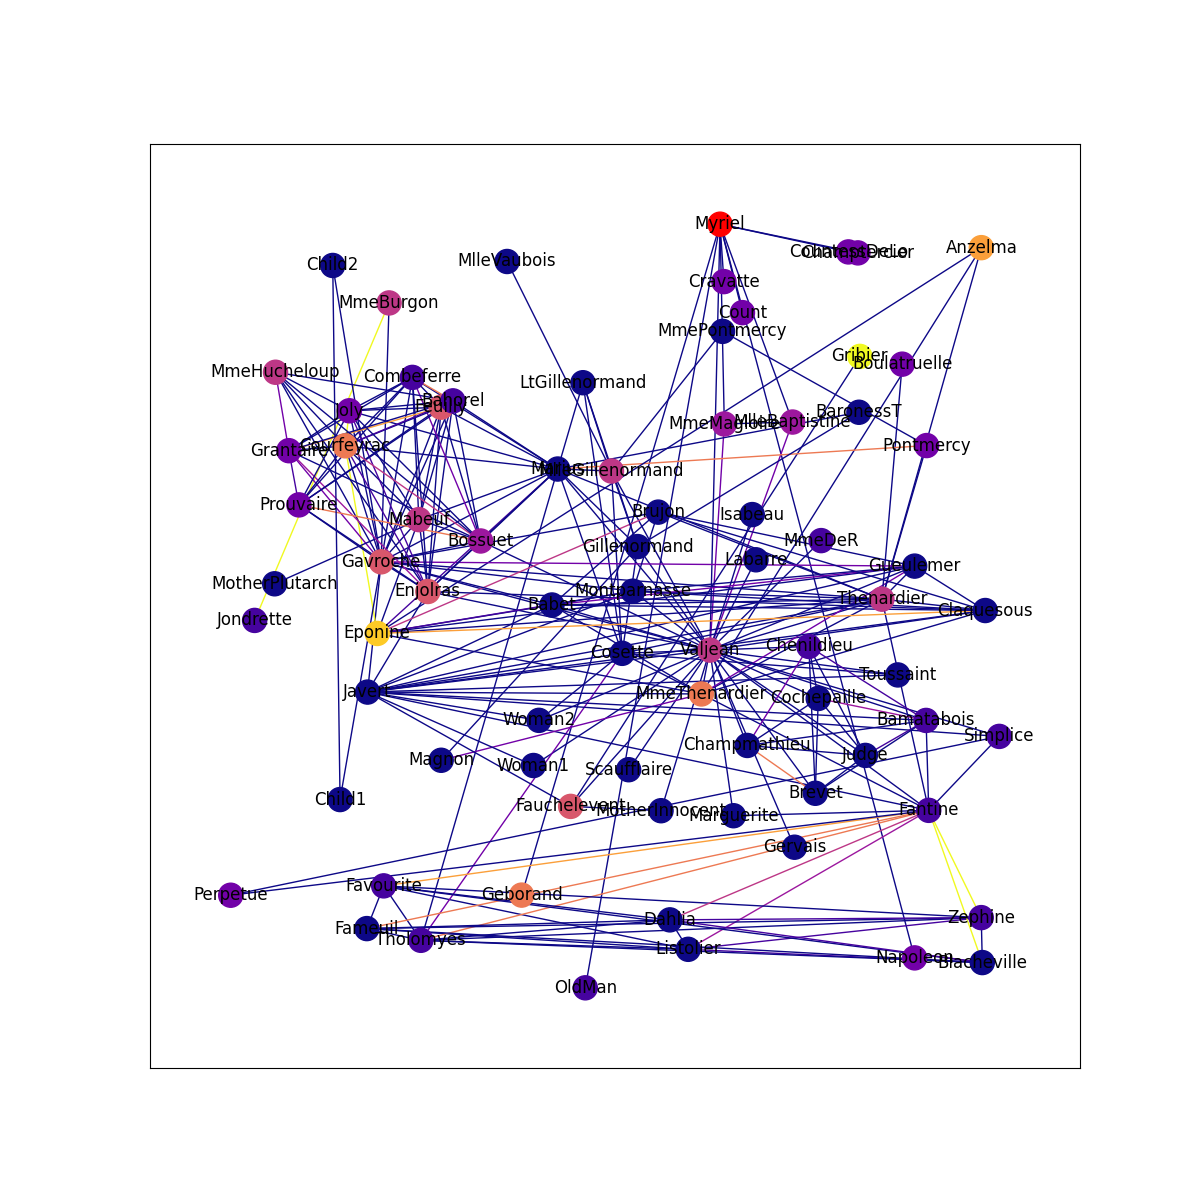 Myriel
CountessDeLo
Champtercier
Anzelma
Child2
MlleVaubois
Cravatte
MmeBurgon
Count
MmePontmercy
Gribier
Boulatruelle
MmeHucheloup
Combeferre
LtGillenormand
Joly
Bahorel
Feuilly
BaronessT
MmeMagloire
MlleBaptistine
Grantaire
Courfeyrac
Pontmercy
Marius
MlleGillenormand
Prouvaire
Mabeuf
Brujon
Isabeau
Bossuet
MmeDeR
Gillenormand
Gavroche
Labarre
Gueulemer
MotherPlutarch
Enjolras
Montparnasse
Thenardier
Babet
Claquesous
Jondrette
Eponine
Cosette
Valjean
Chenildieu
Toussaint
Javert
MmeThenardier
Cochepaille
Woman2
Bamatabois
Simplice
Champmathieu
Magnon
Woman1
Scaufflaire
Judge
Child1
Brevet
Fauchelevent
MotherInnocent
Marguerite
Fantine
Gervais
Perpetue
Favourite
Geborand
Fameuil
Tholomyes
Dahlia
Zephine
Listolier
Napoleon
Blacheville
OldMan